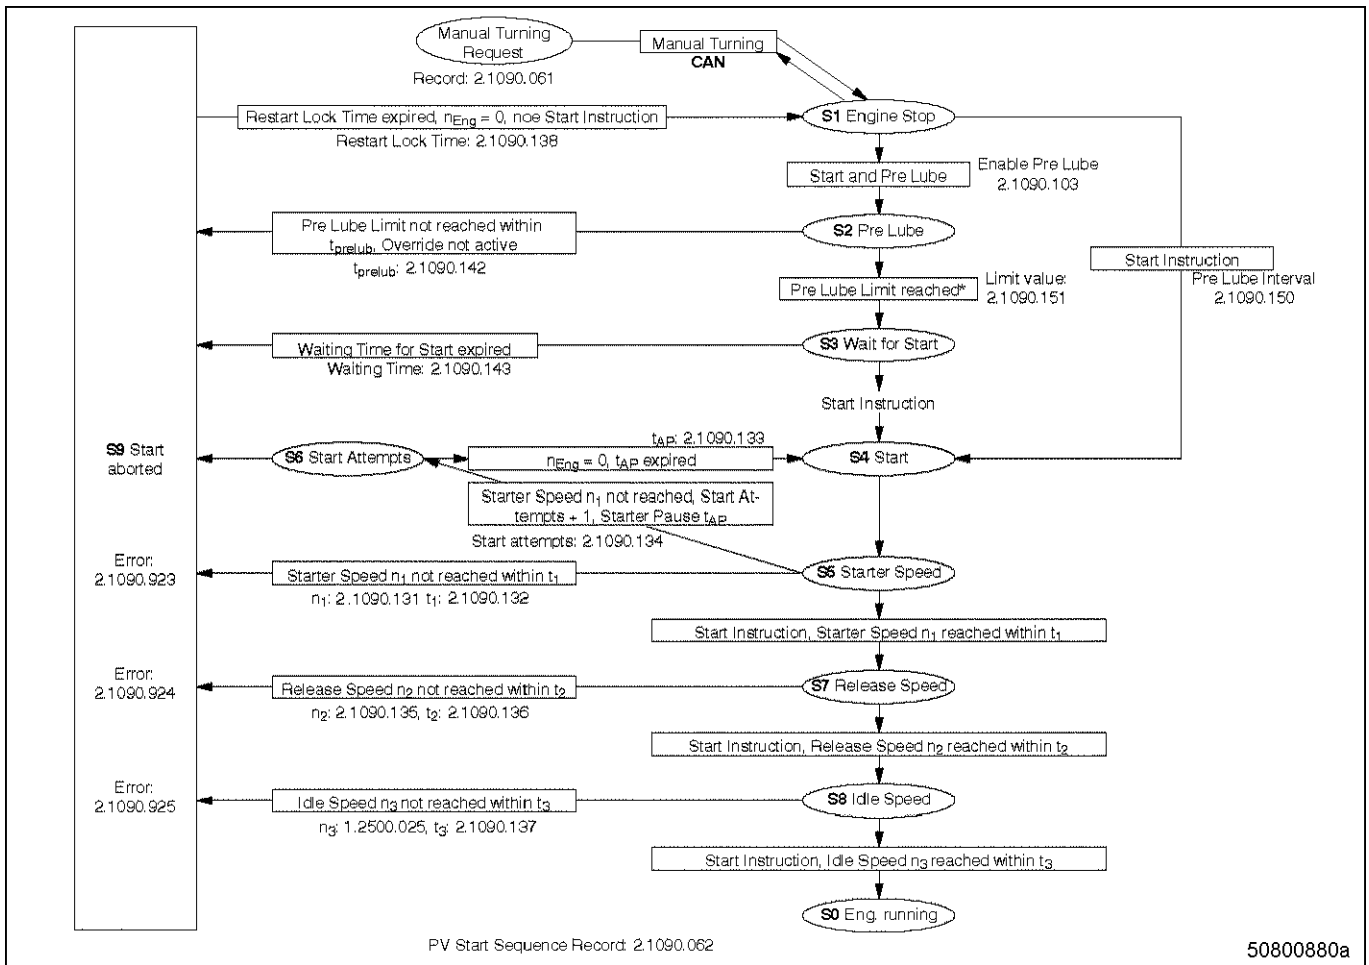 Manual Turning
Request
Manual Turning
CAN
Record: 2.1090.061
Restart Lock Time expired, nEng = 0, noe Start Instruction
Restart Lock Time: 2.1090.138
S1 Engine Stop
Start and Pre Lube
Enable Pre Lube
2.1090.103
Pre Lube Limit not reached within
tprelub, Override not active
tprelub: 2.1090.142
S2 Pre Lube
Start Instruction
Pre Lube Interval
2.1090.150
Pre Lube Limit reached*
Limit value:
2.1090.151
Waiting Time for Start expired
Waiting Time: 2.1090.143
S3 Wait for Start
Start Instruction
S9 Start
aborted
S6 Start Attempts
tAP: 2.1090.133
nEng = 0, tAP expired
S4 Start
Starter Speed n1 not reached, Start At-
tempts + 1, Starter Pause tAP
Start attempts: 2.1090.134
Error:
2.1090.923
Starter Speed n1 not reached within t1
n1: 2.1090.131 t1: 2.1090.132
S5 Starter Speed
Start Instruction, Starter Speed n1 reached within t1
Error:
2.1090.924
Release Speed n2 not reached within t2
n2: 2.1090.135, t2: 2.1090.136
S7 Release Speed
Start Instruction, Release Speed n2 reached within t2
Error:
2.1090.925
Idle Speed n3 not reached within t3
n3: 1.2500.025, t3: 2.1090.137
S8 Idle Speed
Start Instruction, Idle Speed n3 reached within t3
S0 Eng. running
PV Start Sequence Record: 2.1090.062
50800880a